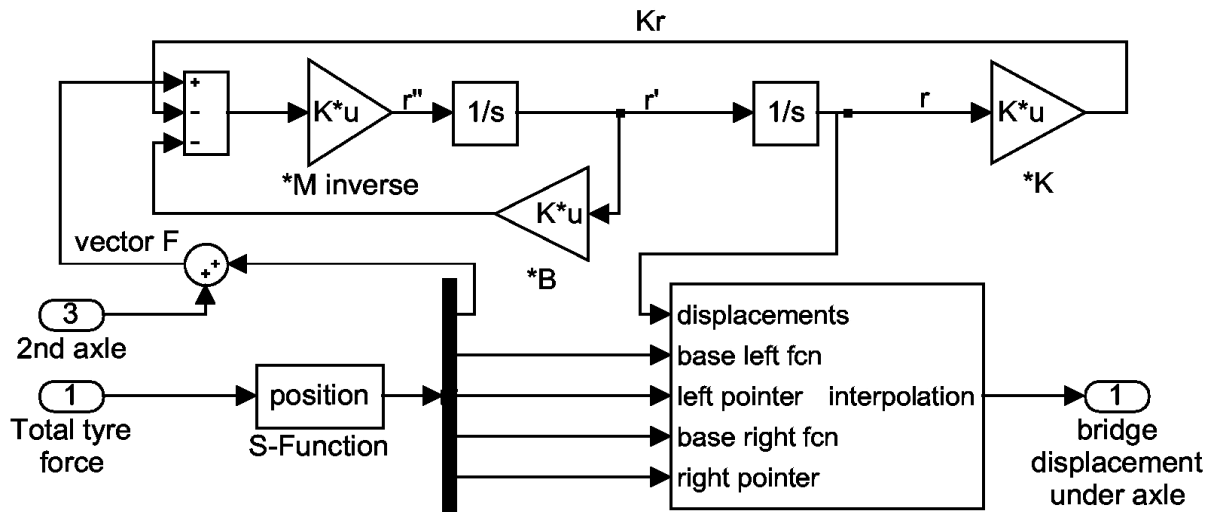 Kr
+
−
−
K*u
r''
1/s
r'
1/s
r
K*u
*M inverse
*K
K*u
*B
vector F
+
+
3
2nd axle
1
Total tyre
force
position
S-Function
displacements
base left fcn
left pointer
interpolation
base right fcn
right pointer
1
bridge
displacement
under axle